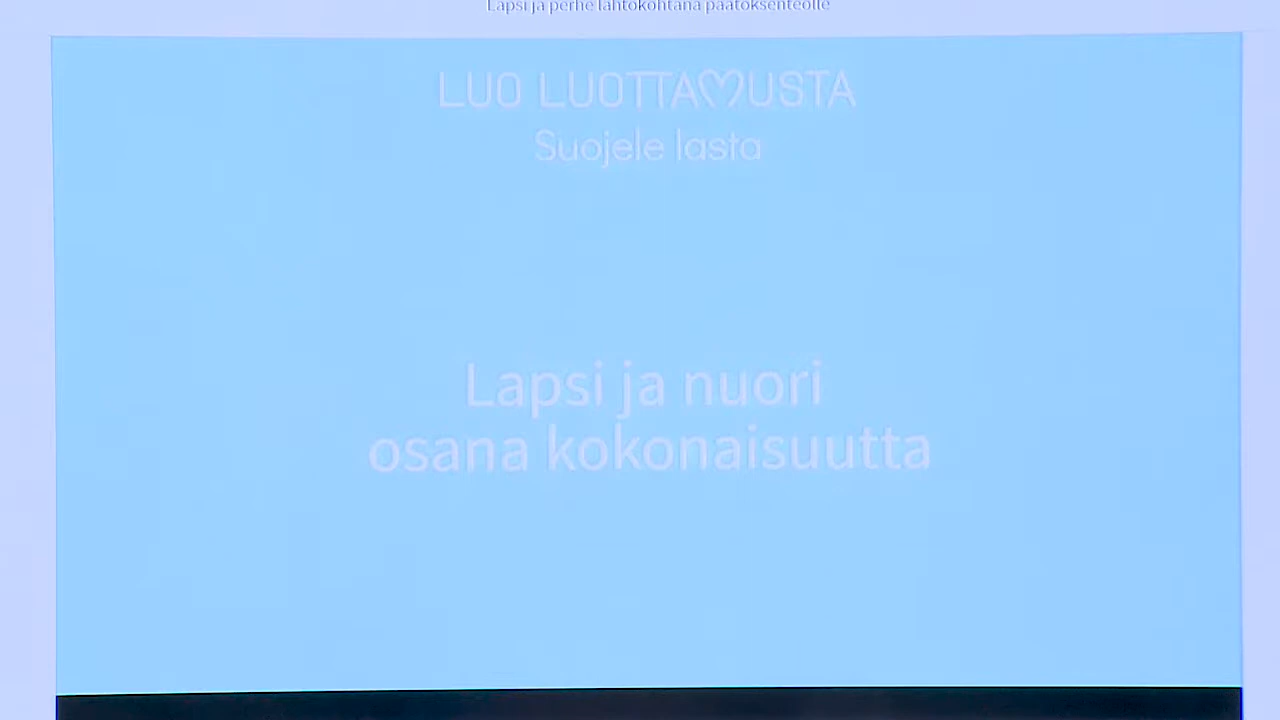 Lapsi ja perhe lähtökohtana päätöksenteolle
LUO LUOTTAMUSTA
Suojele lasta
Lapsi ja nuori
osana kokonaisuutta